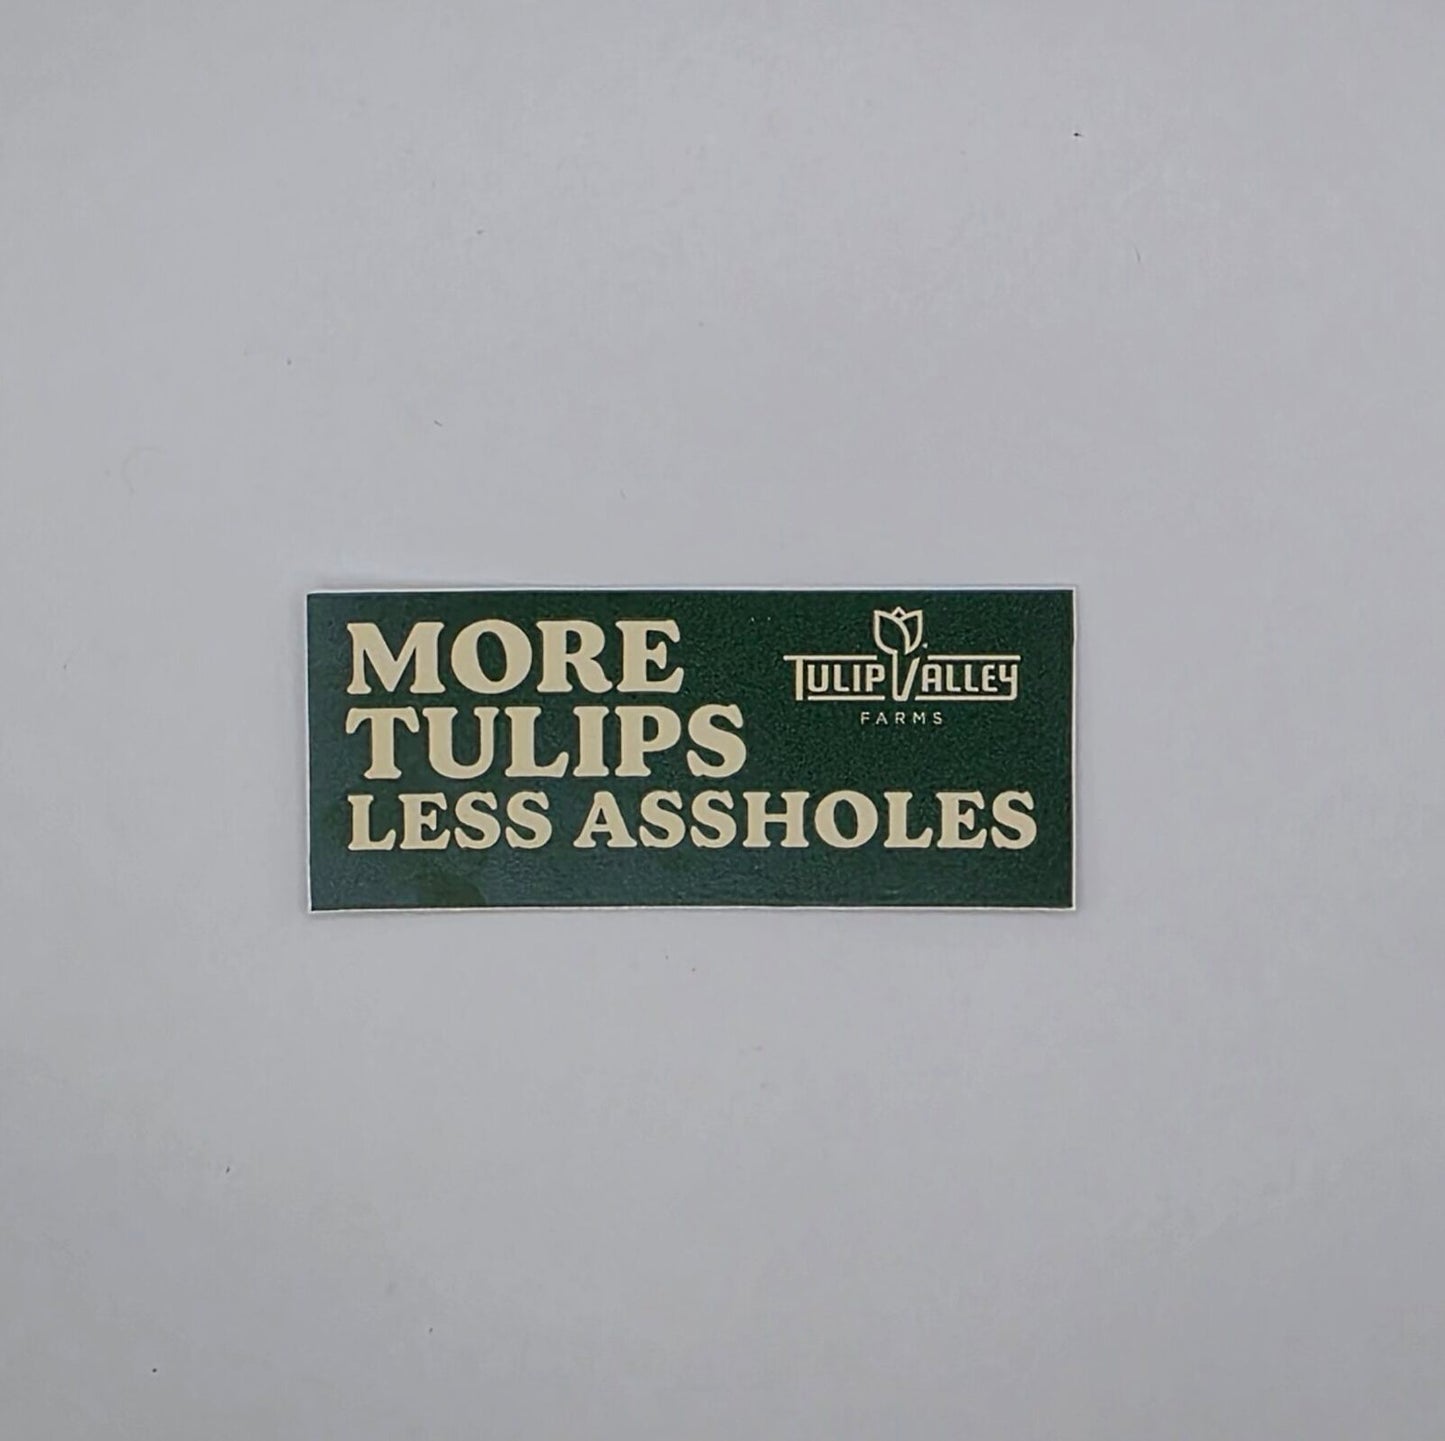 MORE
TULIPS
LESS ASSHOLES
TULIP VALLEY
FARMS